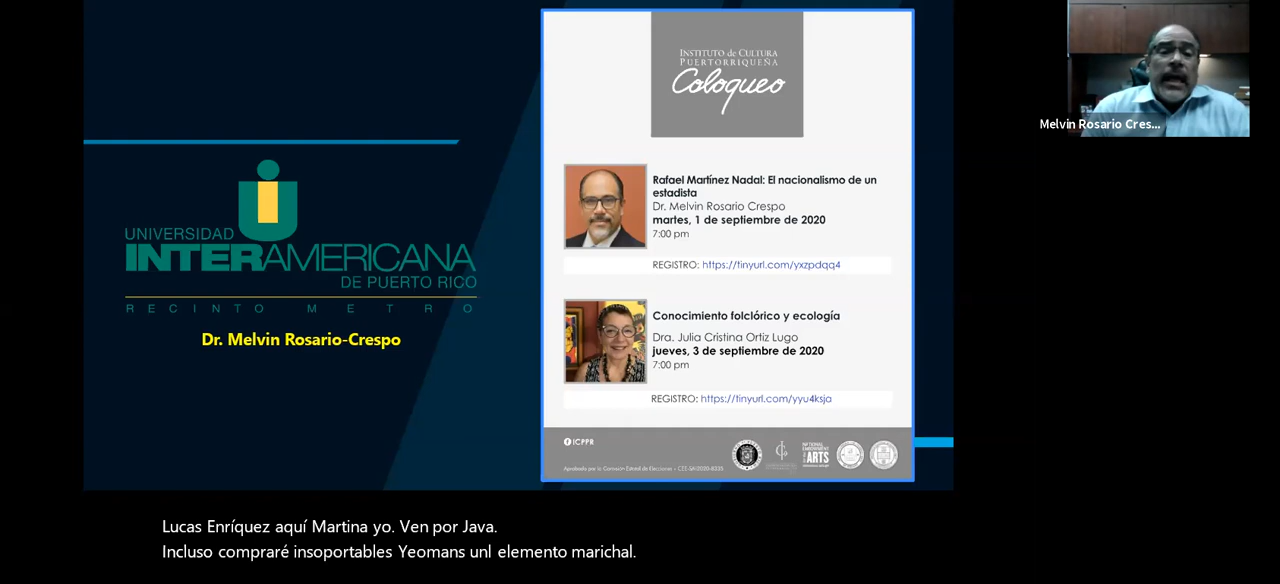 INSTITUTO de CULTURA
PUERTORRIQUEÑA
Coloqueo
Rafael Martínez Nadal: El nacionalismo de un
estadista
Dr. Melvin Rosario Crespo
martes, 1 de septiembre de 2020
7:00 pm
REGISTRO: https://tinyurl.com/yxzpdqq4
Conocimiento folclórico y ecología
Dra. Julia Cristina Ortiz Lugo
jueves, 3 de septiembre de 2020
7:00 pm
REGISTRO: https://tinyurl.com/yyu4ksja
ICPPR
NATIONAL
ARTS
UNIVERSIDAD
INTERAMERICANA
DE PUERTO RICO
RECINTO METRO
Dr. Melvin Rosario-Crespo
Melvin Rosario Cres...
Lucas Enríquez aquí Martina yo. Ven por Java.
Incluso compraré insoportables Yeomans unl elemento marichal.